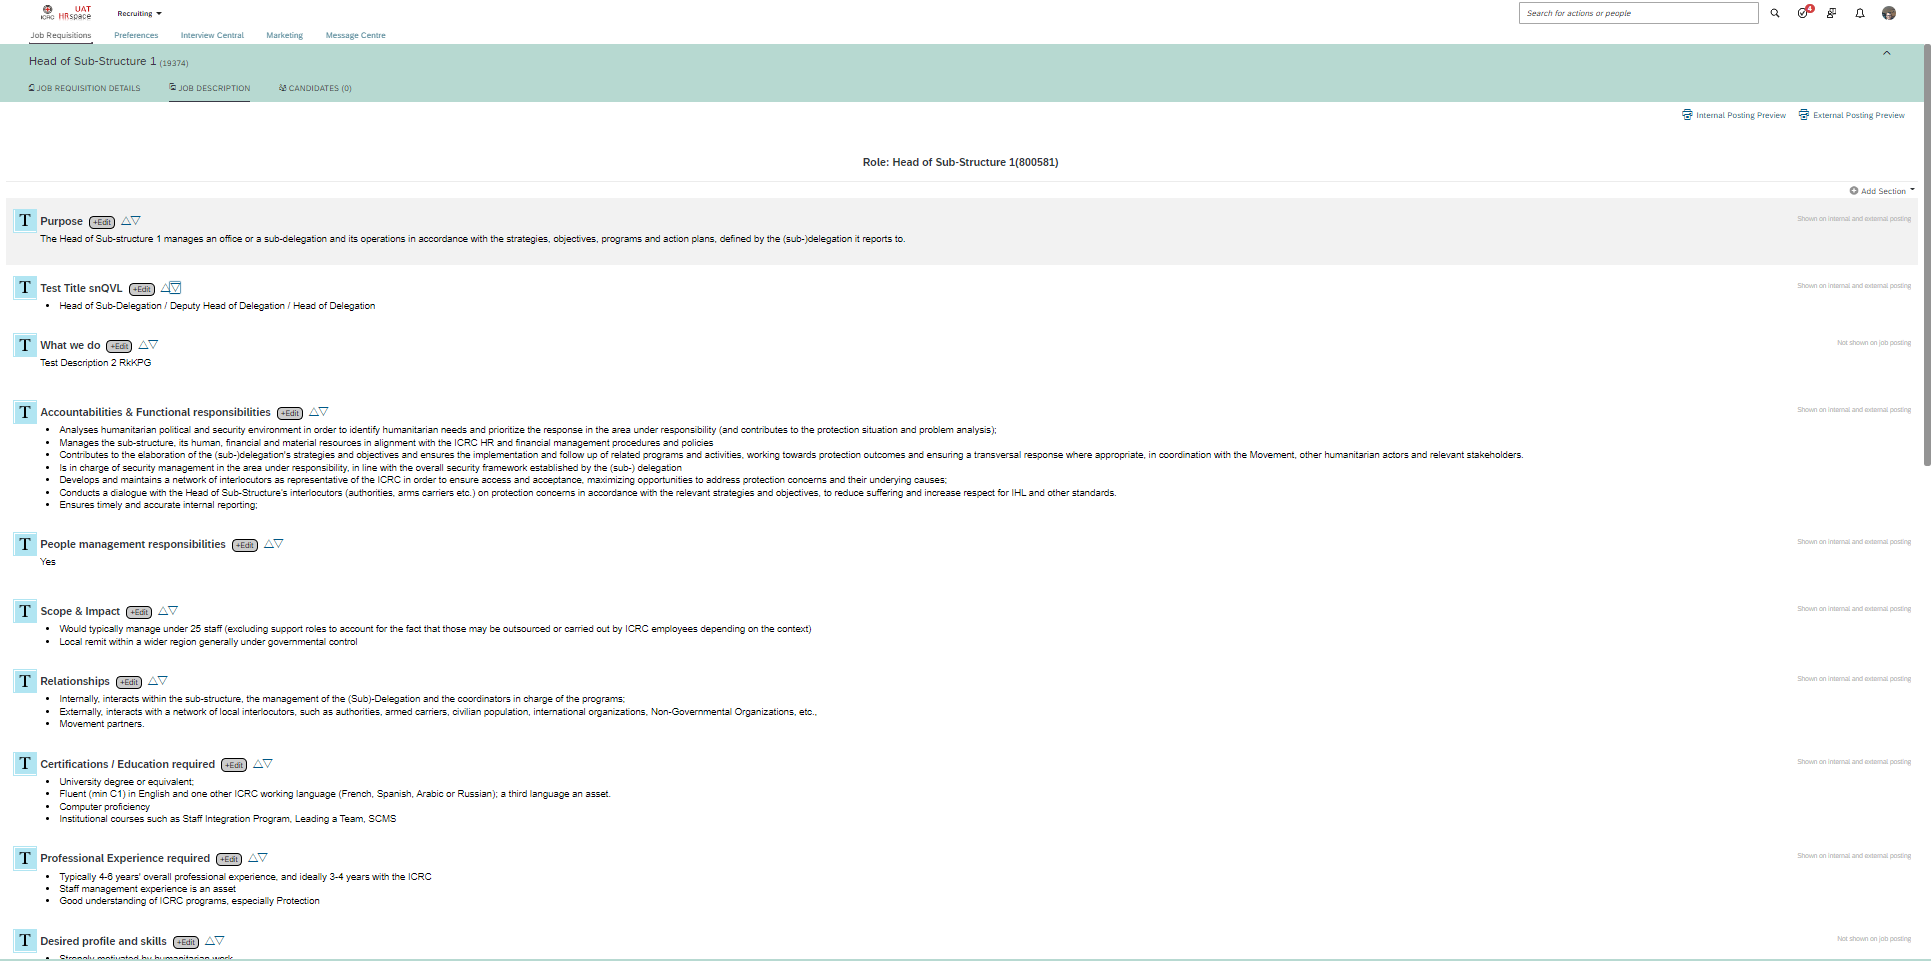 UAT
ICRC HRspace
Recruiting
Search for actions or people
4
Job Requisitions
Preferences
Interview Central
Marketing
Message Centre
Head of Sub-Structure 1 (19374)
JOB REQUISITION DETAILS
JOB DESCRIPTION
CANDIDATES (0)
Internal Posting Preview
External Posting Preview
Role: Head of Sub-Structure 1(800581)
Add Section
T Purpose +Edit
Shown on internal and external posting
The Head of Sub-structure 1 manages an office or a sub-delegation and its operations in accordance with the strategies, objectives, programs and action plans, defined by the (sub-)delegation it reports to.
T Test Title snQVL +Edit
Shown on internal and external posting
• Head of Sub-Delegation / Deputy Head of Delegation / Head of Delegation
T What we do +Edit
Not shown on job posting
Test Description 2 RkKPG
T Accountabilities & Functional responsibilities +Edit
Shown on internal and external posting
• Analyses humanitarian political and security environment in order to identify humanitarian needs and prioritize the response in the area under responsibility (and contributes to the protection situation and problem analysis);
• Manages the sub-structure, its human, financial and material resources in alignment with the ICRC HR and financial management procedures and policies
• Contributes to the elaboration of the (sub-)delegation's strategies and objectives and ensures the implementation and follow up of related programs and activities, working towards protection outcomes and ensuring a transversal response where appropriate, in coordination with the Movement, other humanitarian actors and relevant stakeholders.
• Is in charge of security management in the area under responsibility, in line with the overall security framework established by the (sub-) delegation
• Develops and maintains a network of interlocutors as representative of the ICRC in order to ensure access and acceptance, maximizing opportunities to address protection concerns and their underlying causes;
• Conducts a dialogue with the Head of Sub-Structure's interlocutors (authorities, arms carriers etc.) on protection concerns in accordance with the relevant strategies and objectives, to reduce suffering and increase respect for IHL and other standards.
• Ensures timely and accurate internal reporting;
T People management responsibilities +Edit
Shown on internal and external posting
Yes
T Scope & Impact +Edit
Shown on internal and external posting
• Would typically manage under 25 staff (excluding support roles to account for the fact that those may be outsourced or carried out by ICRC employees depending on the context)
• Local remit within a wider region generally under governmental control
T Relationships +Edit
Shown on internal and external posting
• Internally, interacts within the sub-structure, the management of the (Sub)-Delegation and the coordinators in charge of the programs;
• Externally, interacts with a network of local interlocutors, such as authorities, armed carriers, civilian population, international organizations, Non-Governmental Organizations, etc.,
• Movement partners.
T Certifications / Education required +Edit
Shown on internal and external posting
• University degree or equivalent;
• Fluent (min C1) in English and one other ICRC working language (French, Spanish, Arabic or Russian); a third language an asset.
• Computer proficiency
• Institutional courses such as Staff Integration Program, Leading a Team, SCMS
T Professional Experience required +Edit
Shown on internal and external posting
• Typically 4-6 years' overall professional experience, and ideally 3-4 years with the ICRC
• Staff management experience is an asset
• Good understanding of ICRC programs, especially Protection
T Desired profile and skills +Edit
Not shown on job posting
• Strongly motivated by humanitarian work